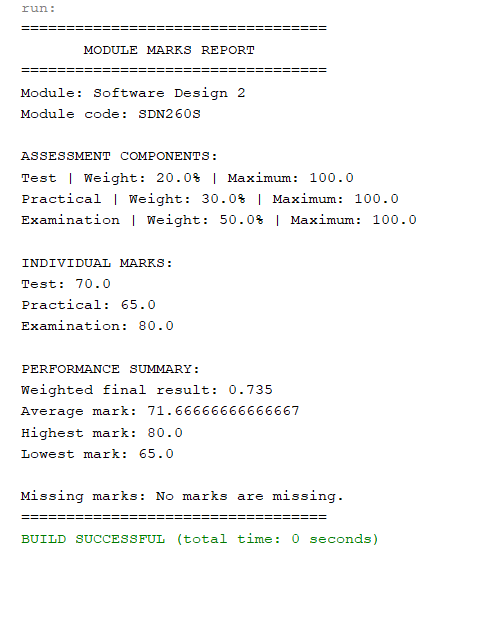 run:
==================================
MODULE MARKS REPORT
==================================
Module: Software Design 2
Module code: SDN260S
ASSESSMENT COMPONENTS:
Test | Weight: 20.0% | Maximum: 100.0
Practical | Weight: 30.0% | Maximum: 100.0
Examination | Weight: 50.0% | Maximum: 100.0
INDIVIDUAL MARKS:
Test: 70.0
Practical: 65.0
Examination: 80.0
PERFORMANCE SUMMARY:
Weighted final result: 0.735
Average mark: 71.66666666666667
Highest mark: 80.0
Lowest mark: 65.0
Missing marks: No marks are missing.
==================================
BUILD SUCCESSFUL (total time: 0 seconds)